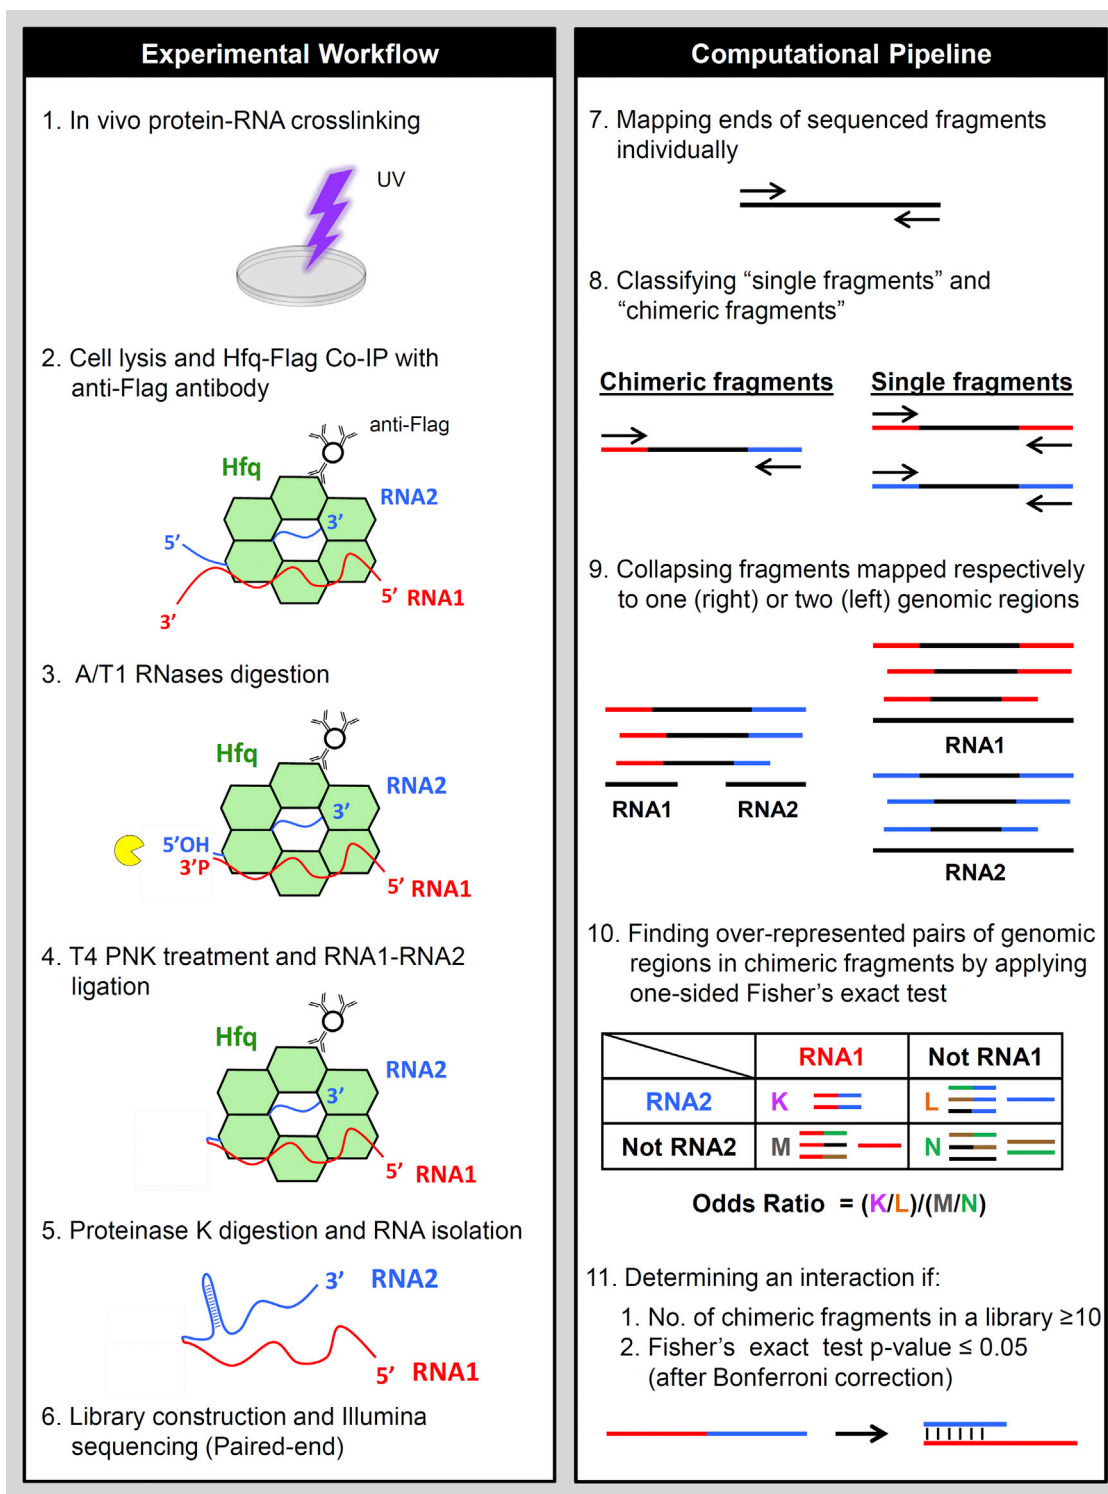 Experimental Workflow
1. In vivo protein-RNA crosslinking
UV
2. Cell lysis and Hfq-Flag Co-IP with
anti-Flag antibody
anti-Flag
Hfq
RNA2
3’
5’
5’ RNA1
3’
3. A/T1 RNases digestion
Hfq
RNA2
3’
5’OH
3’P
5’ RNA1
4. T4 PNK treatment and RNA1-RNA2
ligation
Hfq
RNA2
3’
5’ RNA1
5. Proteinase K digestion and RNA isolation
3’ RNA2
5’ RNA1
6. Library construction and Illumina
sequencing (Paired-end)
Computational Pipeline
7. Mapping ends of sequenced fragments
individually
8. Classifying “single fragments” and
“chimeric fragments”
Chimeric fragments Single fragments
9. Collapsing fragments mapped respectively
to one (right) or two (left) genomic regions
RNA1
RNA1 RNA2
RNA2
10. Finding over-represented pairs of genomic
regions in chimeric fragments by applying
one-sided Fisher’s exact test
RNA1 Not RNA1
RNA2 K L
Not RNA2 M N
Odds Ratio = (K/L)/(M/N)
11. Determining an interaction if:
1. No. of chimeric fragments in a library ≥10
2. Fisher’s exact test p-value ≤ 0.05
(after Bonferroni correction)